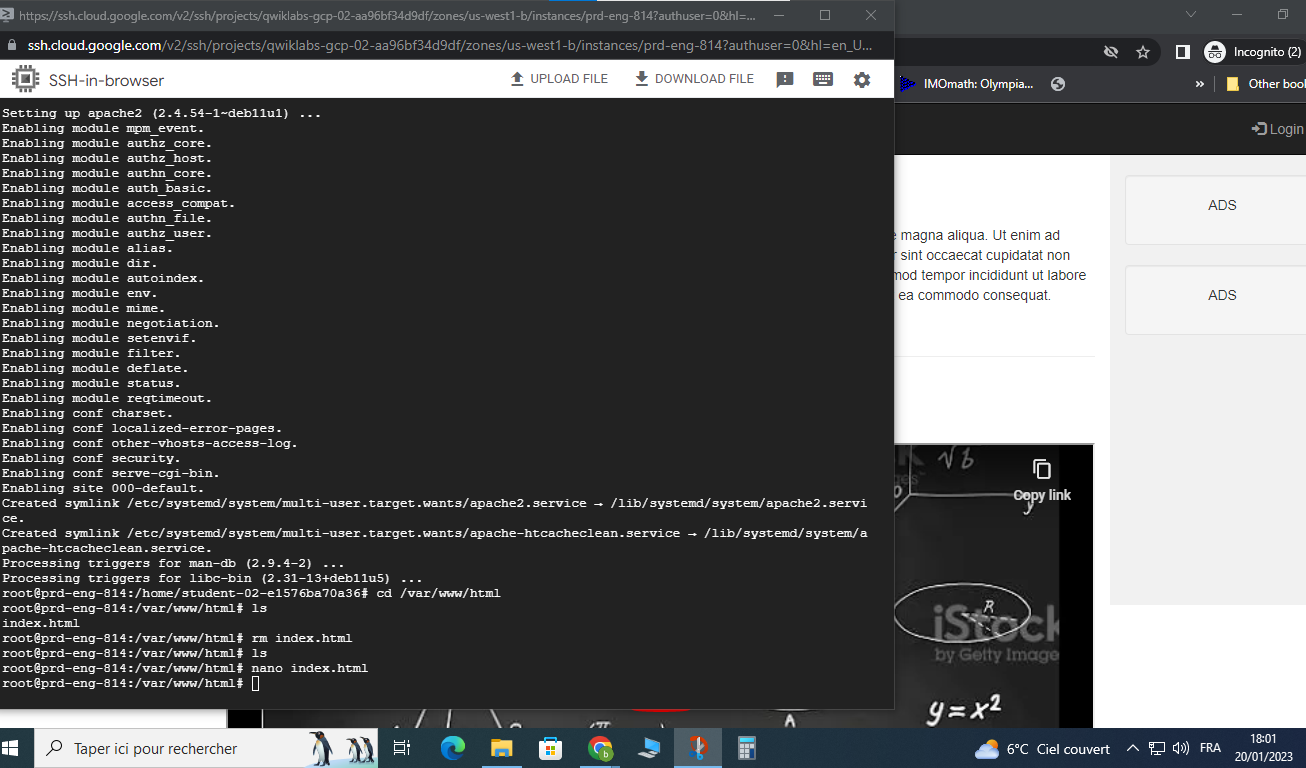 https://ssh.cloud.google.com/v2/ssh/projects/qwiklabs-gcp-02-aa96bf34d9df/zones/us-west1-b/instances/prd-eng-814?authuser=0&hl=...
ssh.cloud.google.com/v2/ssh/projects/qwiklabs-gcp-02-aa96bf34d9df/zones/us-west1-b/instances/prd-eng-814?authuser=0&hl=en_U...
Incognito (2)
SSH-in-browser
UPLOAD FILE
DOWNLOAD FILE
IMOmath: Olympia...
»
Other boo
Login
Setting up apache2 (2.4.54-1~deb11u1) ...
Enabling module mpm_event.
Enabling module authz_core.
Enabling module authz_host.
Enabling module authn_core.
Enabling module auth_basic.
Enabling module access_compat.
Enabling module authn_file.
Enabling module authz_user.
Enabling module alias.
Enabling module dir.
Enabling module autoindex.
Enabling module env.
Enabling module mime.
Enabling module negotiation.
Enabling module setenvif.
Enabling module filter.
Enabling module deflate.
Enabling module status.
Enabling module reqtimeout.
Enabling conf charset.
Enabling conf localized-error-pages.
Enabling conf other-vhosts-access-log.
Enabling conf security.
Enabling conf serve-cgi-bin.
Enabling site 000-default.
Created symlink /etc/systemd/system/multi-user.target.wants/apache2.service → /lib/systemd/system/apache2.servi
ce.
Created symlink /etc/systemd/system/multi-user.target.wants/apache-htcacheclean.service → /lib/systemd/system/a
pache-htcacheclean.service.
Processing triggers for man-db (2.9.4-2) ...
Processing triggers for libc-bin (2.31-13+deb11u5) ...
root@prd-eng-814:/home/student-02-e1576ba70a36# cd /var/www/html
root@prd-eng-814:/var/www/html# ls
index.html
root@prd-eng-814:/var/www/html# rm index.html
root@prd-eng-814:/var/www/html# ls
root@prd-eng-814:/var/www/html# nano index.html
root@prd-eng-814:/var/www/html#
magna aliqua. Ut enim ad
sint occaecat cupidatat non
mod tempor incididunt ut labore
ea commodo consequat.
ADS
ADS
√b
Copy link
y
R
iStock
by Getty Image
y=x²
A
Taper ici pour rechercher
6°C Ciel couvert
FRA
18:01
20/01/2023